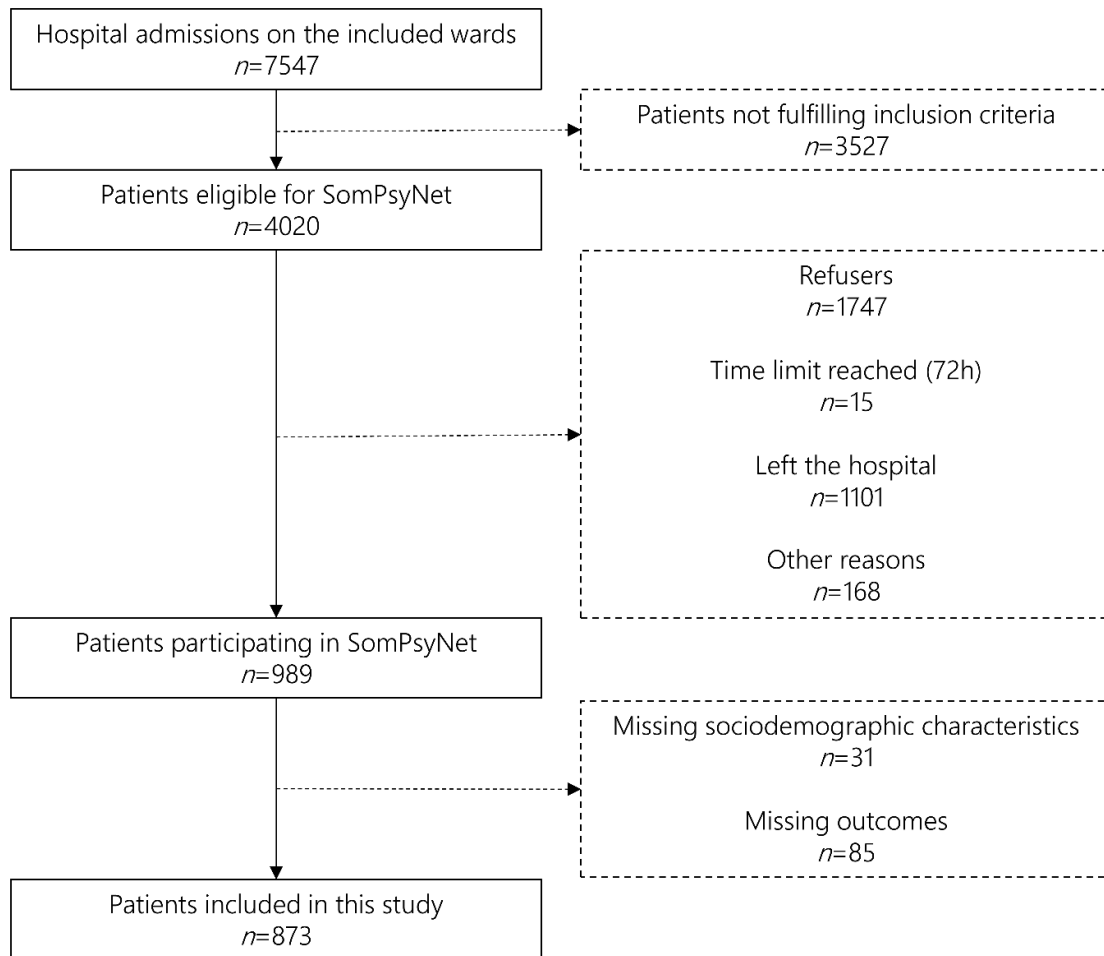 Hospital admissions on the included wards
n=7547
Patients not fulfilling inclusion criteria
n=3527
Patients eligible for SomPsyNet
n=4020
Refusers
n=1747
Time limit reached (72h)
n=15
Left the hospital
n=1101
Other reasons
n=168
Patients participating in SomPsyNet
n=989
Missing sociodemographic characteristics
n=31
Missing outcomes
n=85
Patients included in this study
n=873